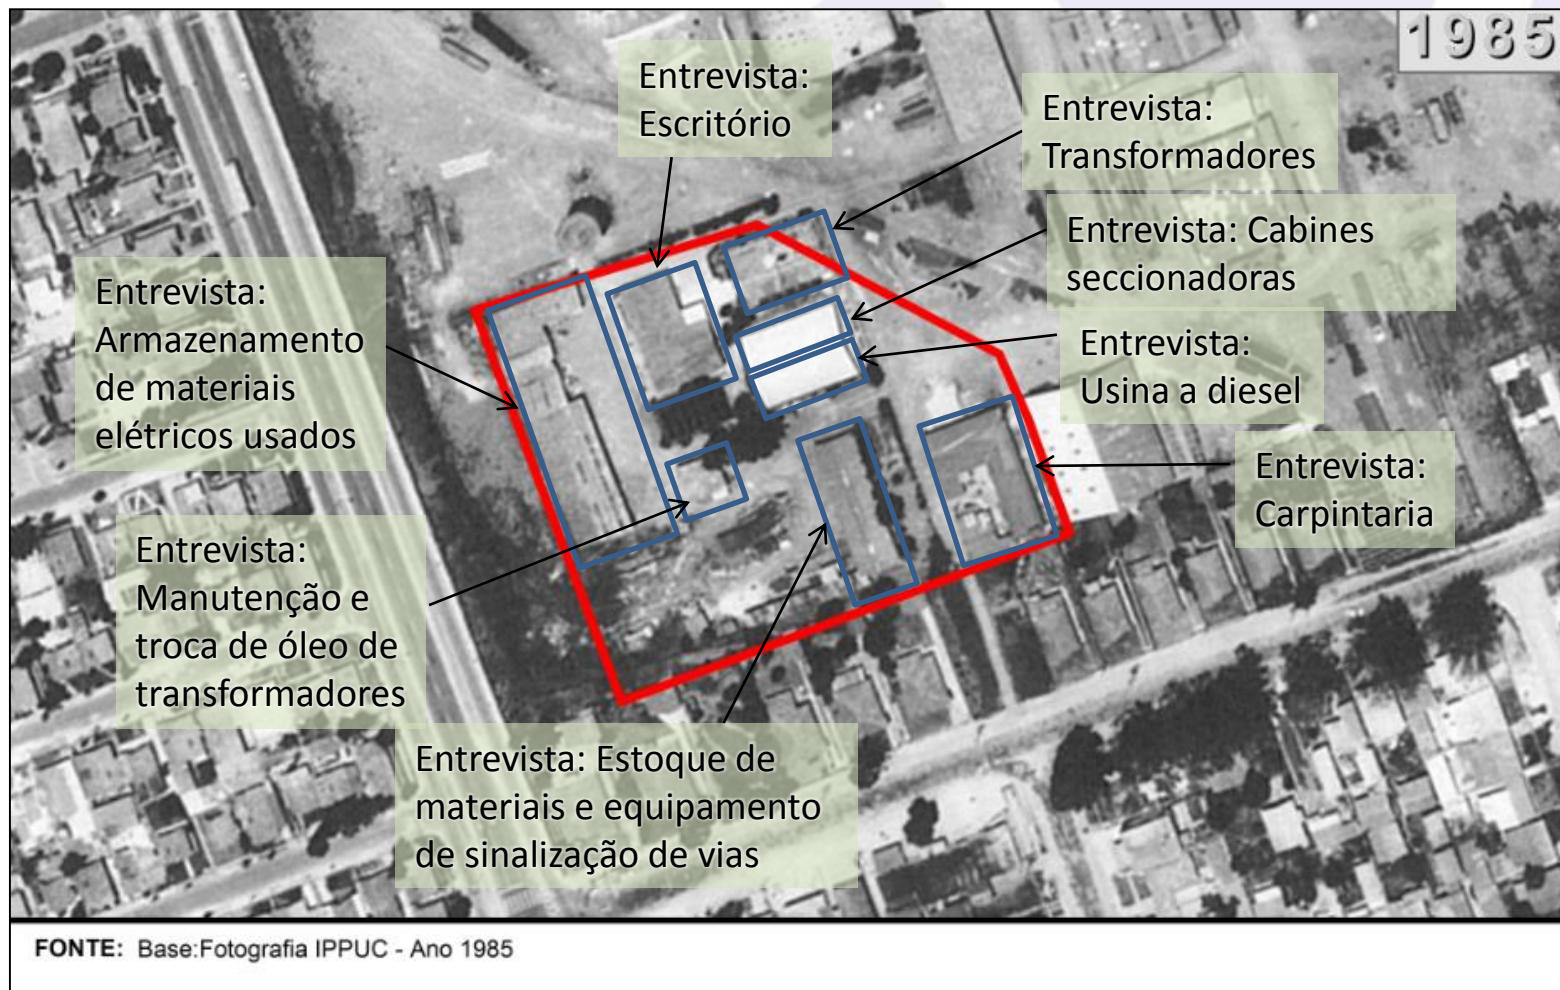 1985
Entrevista:
Escritório
Entrevista:
Transformadores
Entrevista: Cabines
seccionadoras
Entrevista:
Armazenamento
de materiais
elétricos usados
Entrevista:
Usina a diesel
Entrevista:
Carpintaria
Entrevista:
Manutenção e
troca de óleo de
transformadores
Entrevista: Estoque de
materiais e equipamento
de sinalização de vias
FONTE: Base:Fotografia IPPUC - Ano 1985